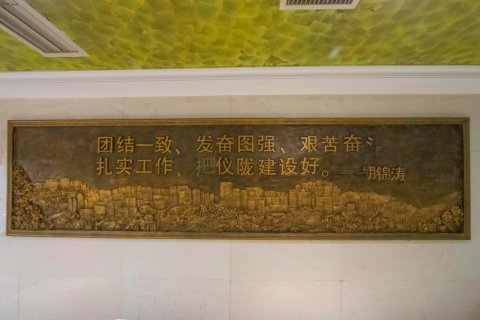 团结一致、发奋图强、艰苦奋
扎实工作 把仪陇建设好。——胡锦涛